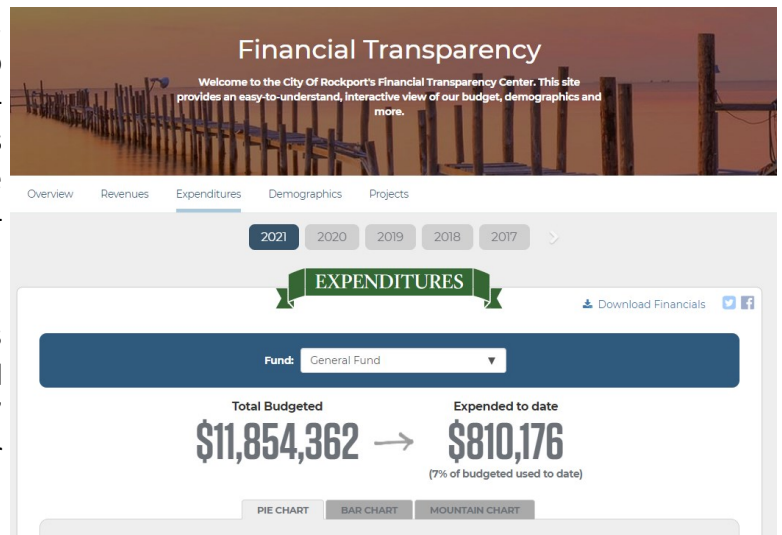 Financial Transparency
Welcome to the City Of Rockport's Financial Transparency Center. This site
provides an easy-to-understand, interactive view of our budget, demographics and
more.
Overview Revenues Expenditures Demographics Projects
2021 2020 2019 2018 2017
EXPENDITURES
Download Financials
Fund: General Fund
Total Budgeted Expended to date
$11,854,362 $810,176
(7% of budgeted used to date)
PIE CHART BAR CHART MOUNTAIN CHART